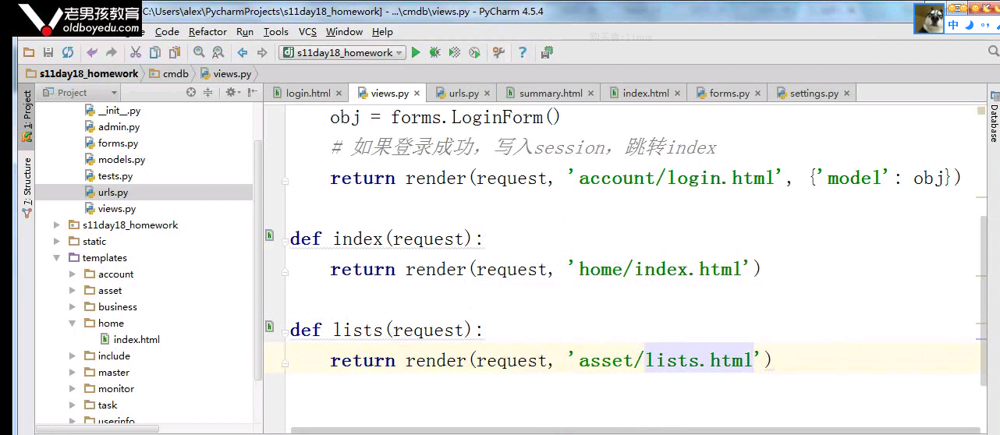 老男孩教育
oldboyedu.com
C:\Users\alex\PycharmProjects\s11day18_homework] - ...\cmdb\views.py - PyCharm 4.5.4
中
Code Refactor Run Tools VCS Window Help
购买者:linux
s11day18_homework
s11day18_homework cmdb views.py
Project
login.html views.py urls.py summary.html index.html forms.py settings.py
1: Project
7: Structure
Database
__init__.py
admin.py
forms.py
models.py
tests.py
urls.py
views.py
s11day18_homework
static
templates
account
asset
business
home
index.html
include
master
monitor
task
userinfo
obj = forms.LoginForm()
# 如果登录成功，写入session，跳转index
return render(request, 'account/login.html', {'model': obj})
def index(request):
return render(request, 'home/index.html')
def lists(request):
return render(request, 'asset/lists.html')